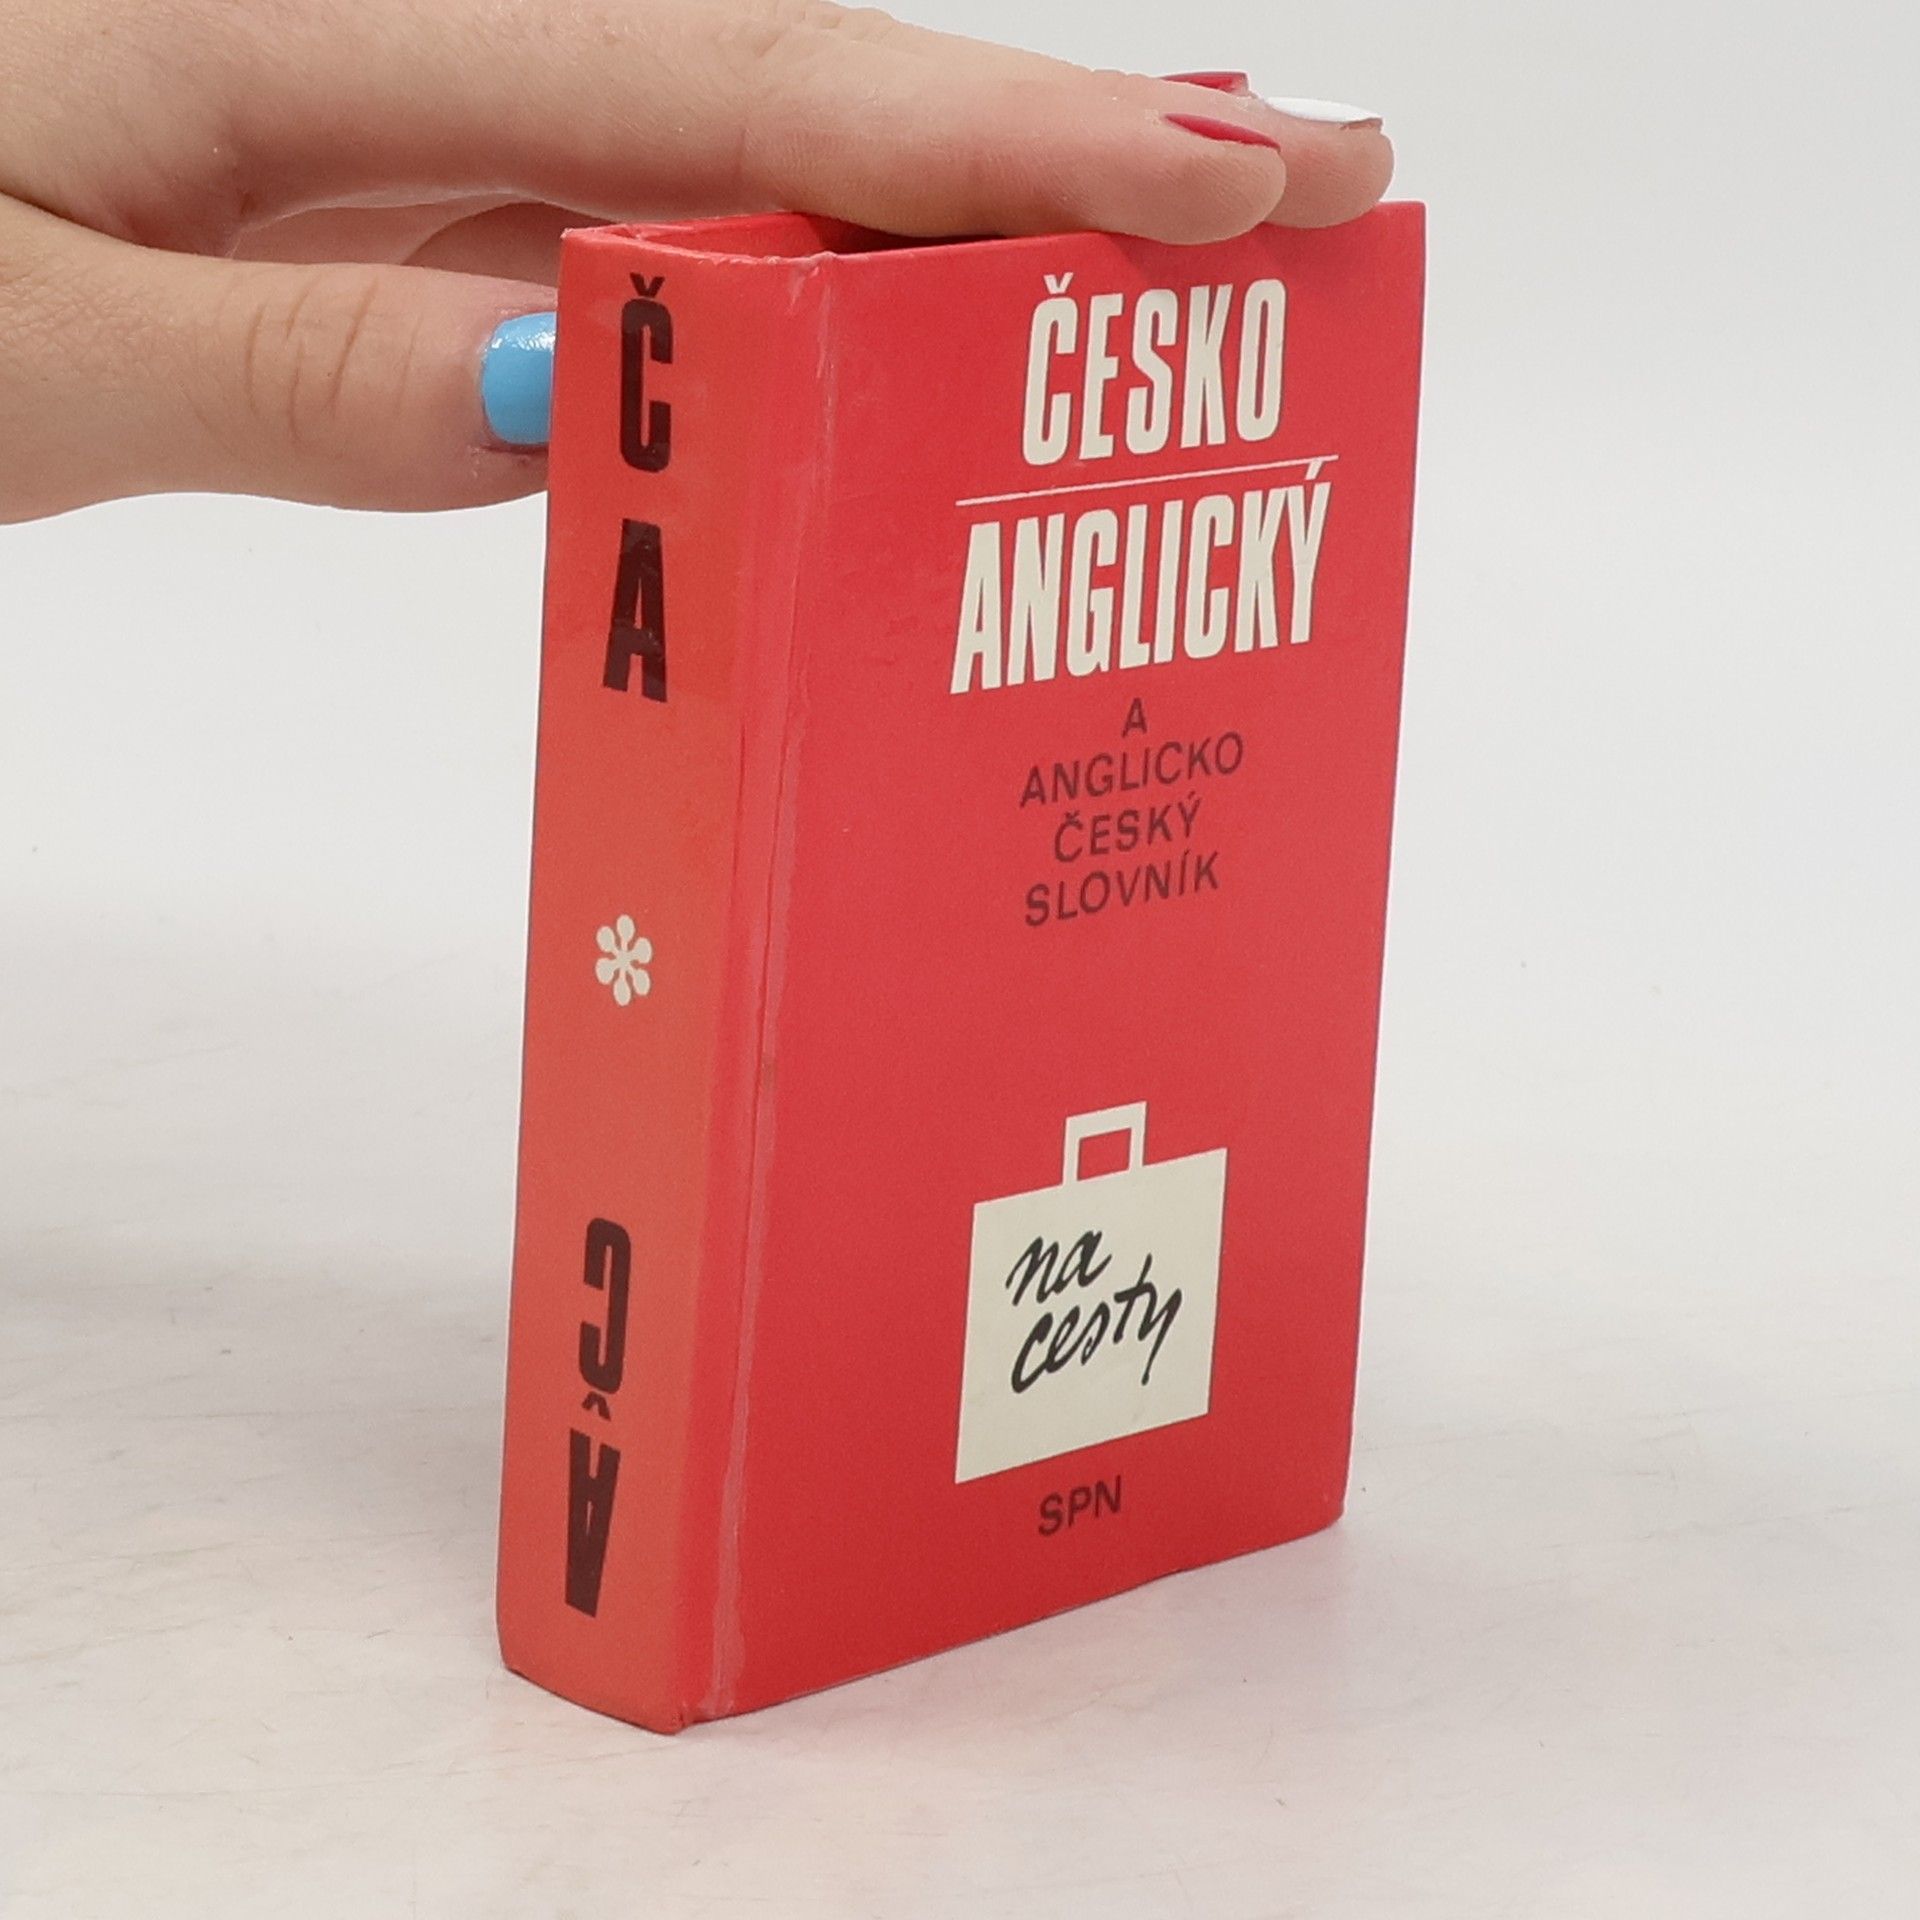 Č
A
*
Č
A
ČESKO
ANGLICKÝ
A
ANGLICKO
ČESKÝ
SLOVNÍK
na
cesty
SPN